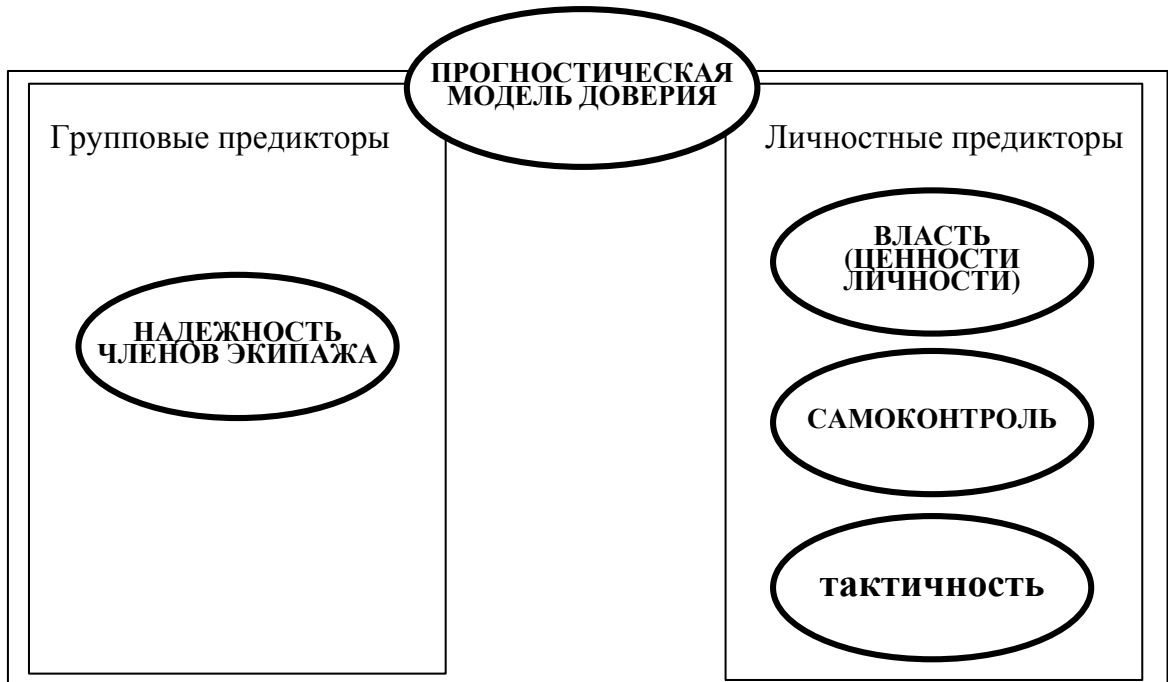 ПРОГНОСТИЧЕСКАЯ
МОДЕЛЬ ДОВЕРИЯ
Групповые предикторы
НАДЕЖНОСТЬ
ЧЛЕНОВ ЭКИПАЖА
Личностные предикторы
ВЛАСТЬ
(ЦЕННОСТИ
ЛИЧНОСТИ)
САМОКОНТРОЛЬ
тактичность